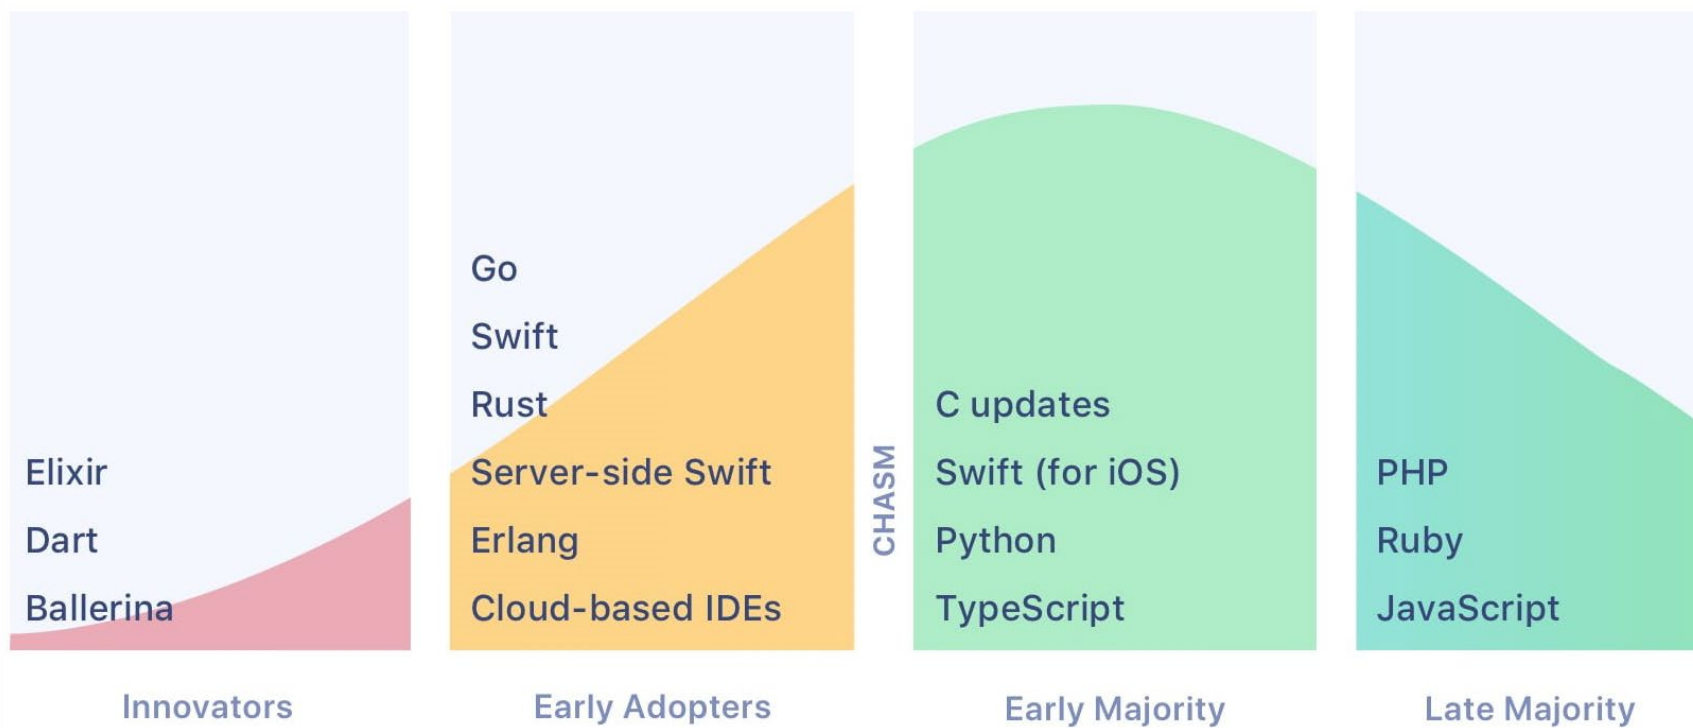 Elixir
Dart
Ballerina
Innovators
Go
Swift
Rust
Server-side Swift
Erlang
Cloud-based IDEs
Early Adopters
CHASM
C updates
Swift (for iOS)
Python
TypeScript
Early Majority
PHP
Ruby
JavaScript
Late Majority